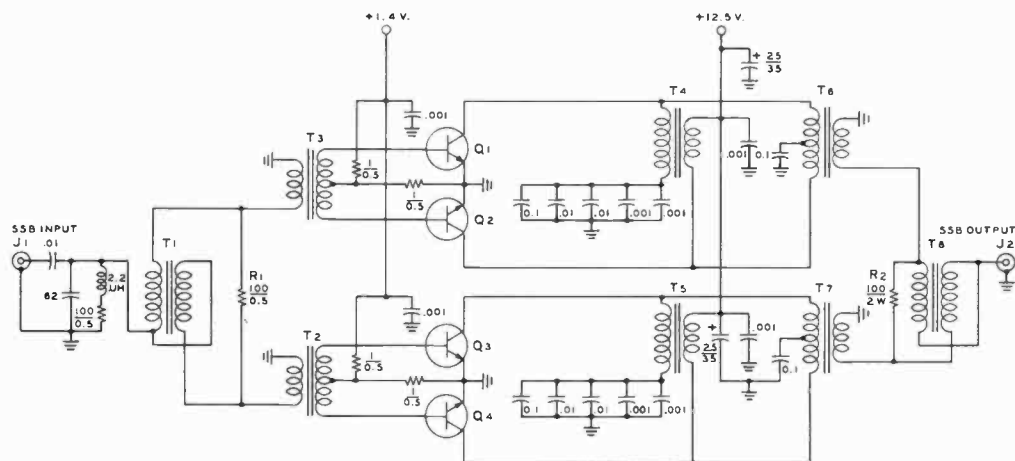 +1.4 V.
+12.5 V.
+ 25/35
T4
T6
.001
T3
Q1
.001
0.1
1/0.5
1/0.5
Q2
0.1 .01 .01 .001 .001
SSB INPUT
J1
.01
T1
SSB OUTPUT
J2
T8
2.2 UH
62
R1 100/0.5
R2 100/2W
100/0.5
T5
T7
.001
+
.001
T2
Q3
25/35
1/0.5
0.1
1/0.5
Q4
0.1 .01 .01 .001 .001